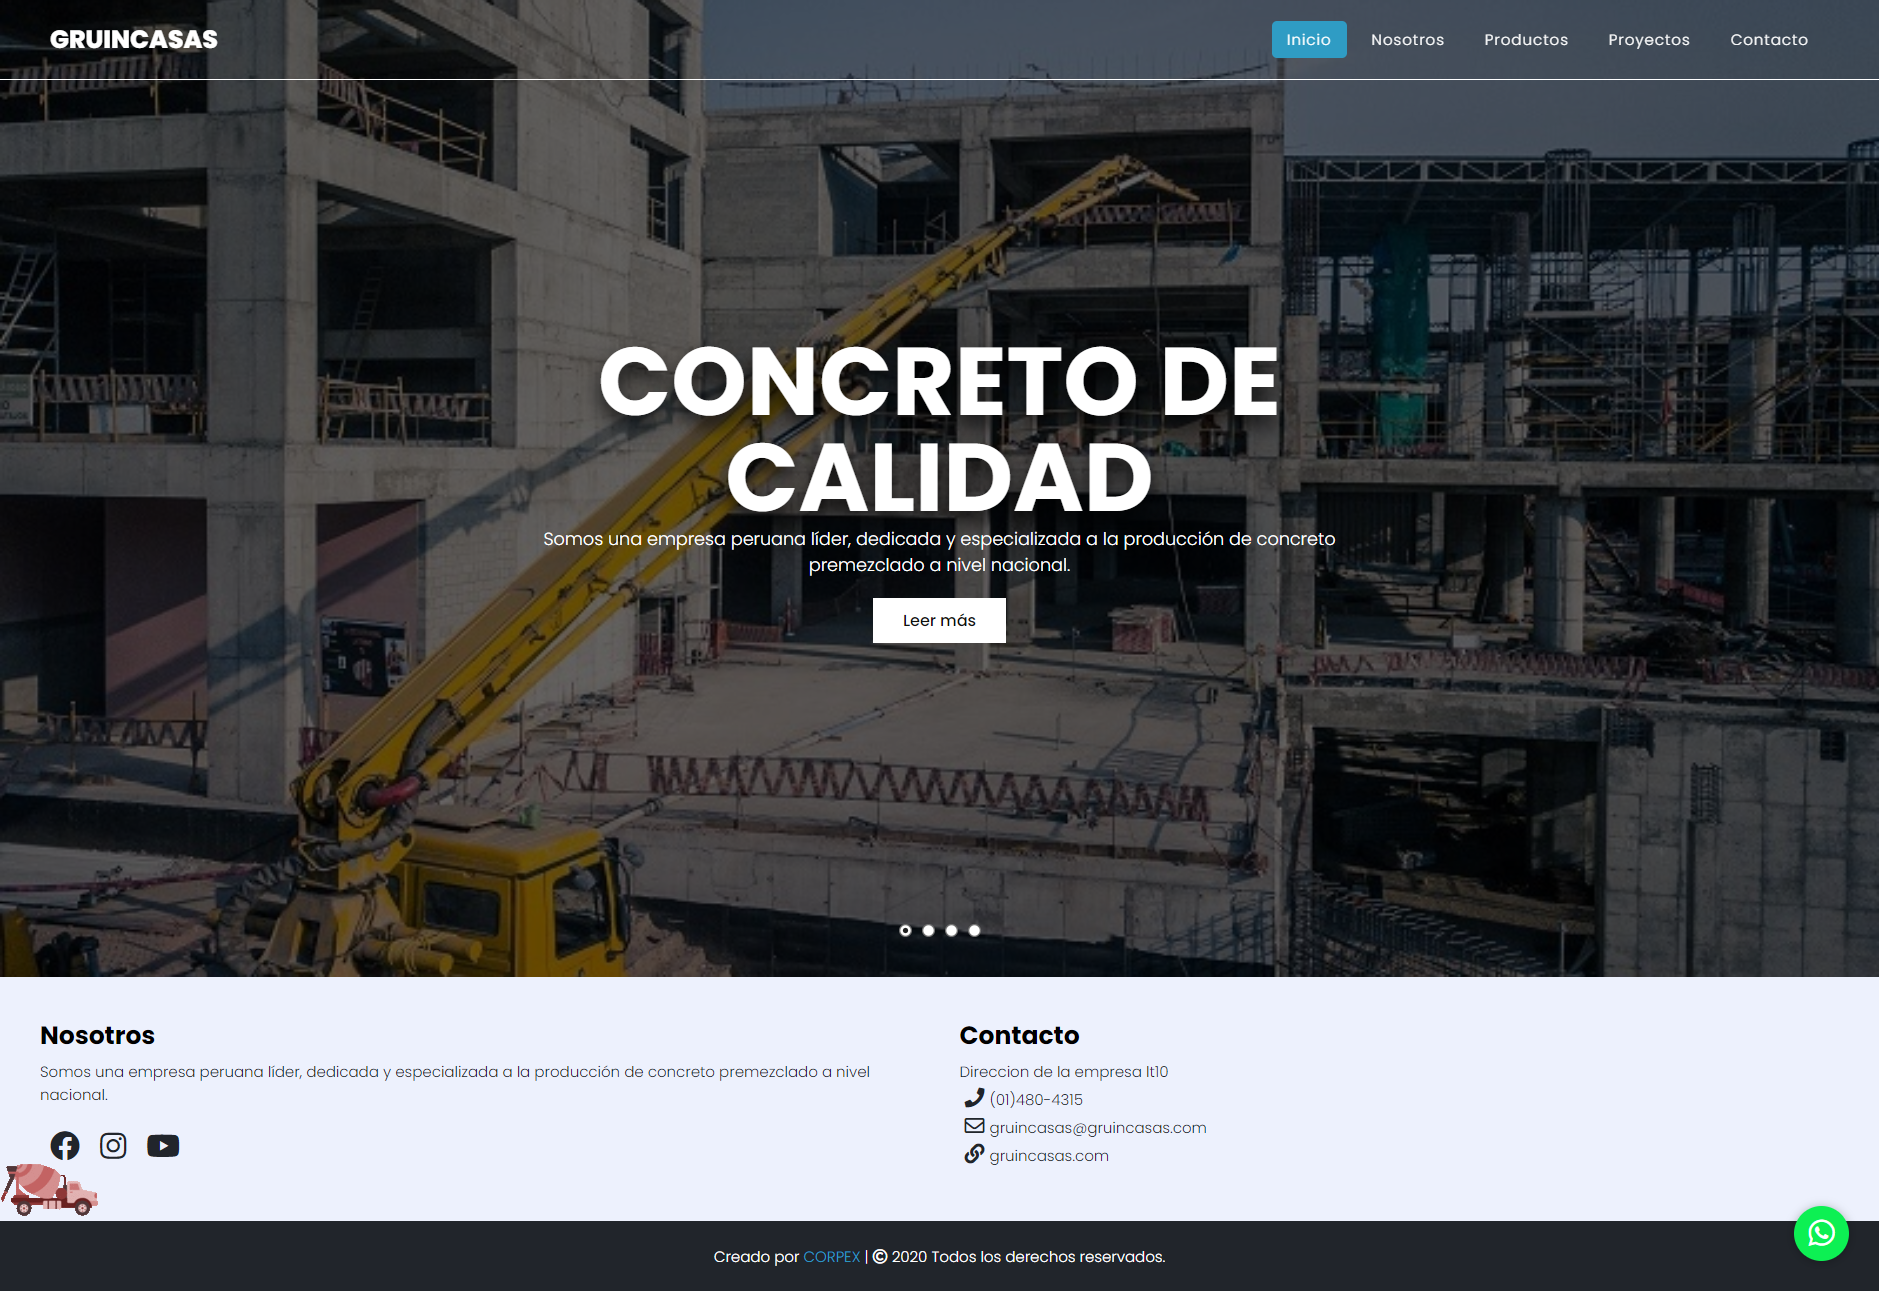 GRUINCASAS
Inicio
Nosotros
Productos
Proyectos
Contacto
CONCRETO DE
CALIDAD
Somos una empresa peruana líder, dedicada y especializada a la producción de concreto
premezclado a nivel nacional.
Leer más
Nosotros
Somos una empresa peruana líder, dedicada y especializada a la producción de concreto premezclado a nivel
nacional.
Contacto
Direccion de la empresa lt10
(01)480-4315
gruincasas@gruincasas.com
gruincasas.com
Creado por CORPEX | © 2020 Todos los derechos reservados.